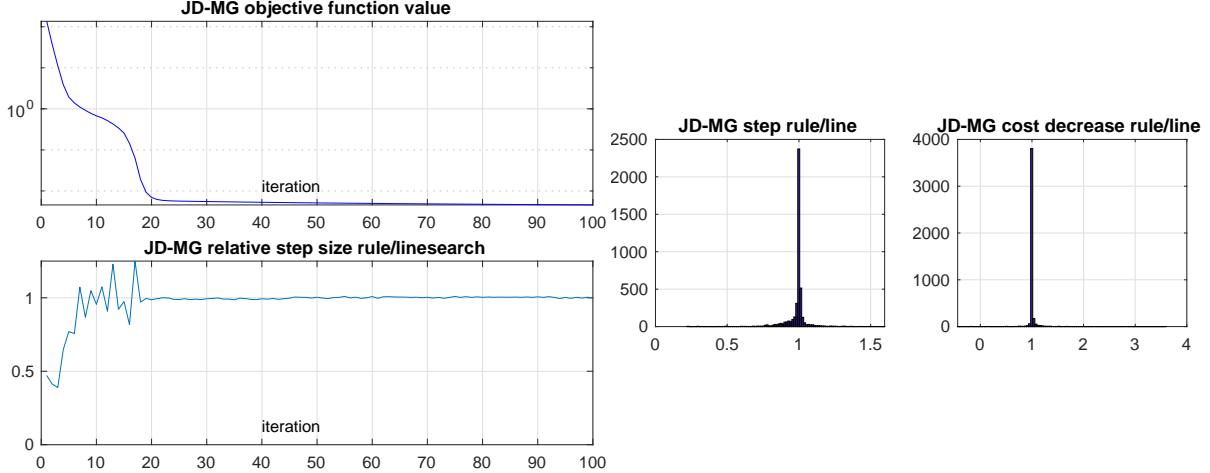 JD-MG objective function value
10^0
iteration
0 10 20 30 40 50 60 70 80 90 100
JD-MG relative step size rule/linesearch
1
0.5
0
iteration
0 10 20 30 40 50 60 70 80 90 100
JD-MG step rule/line
2500
2000
1500
1000
500
0
0 0.5 1 1.5
JD-MG cost decrease rule/line
4000
3000
2000
1000
0
0 1 2 3 4